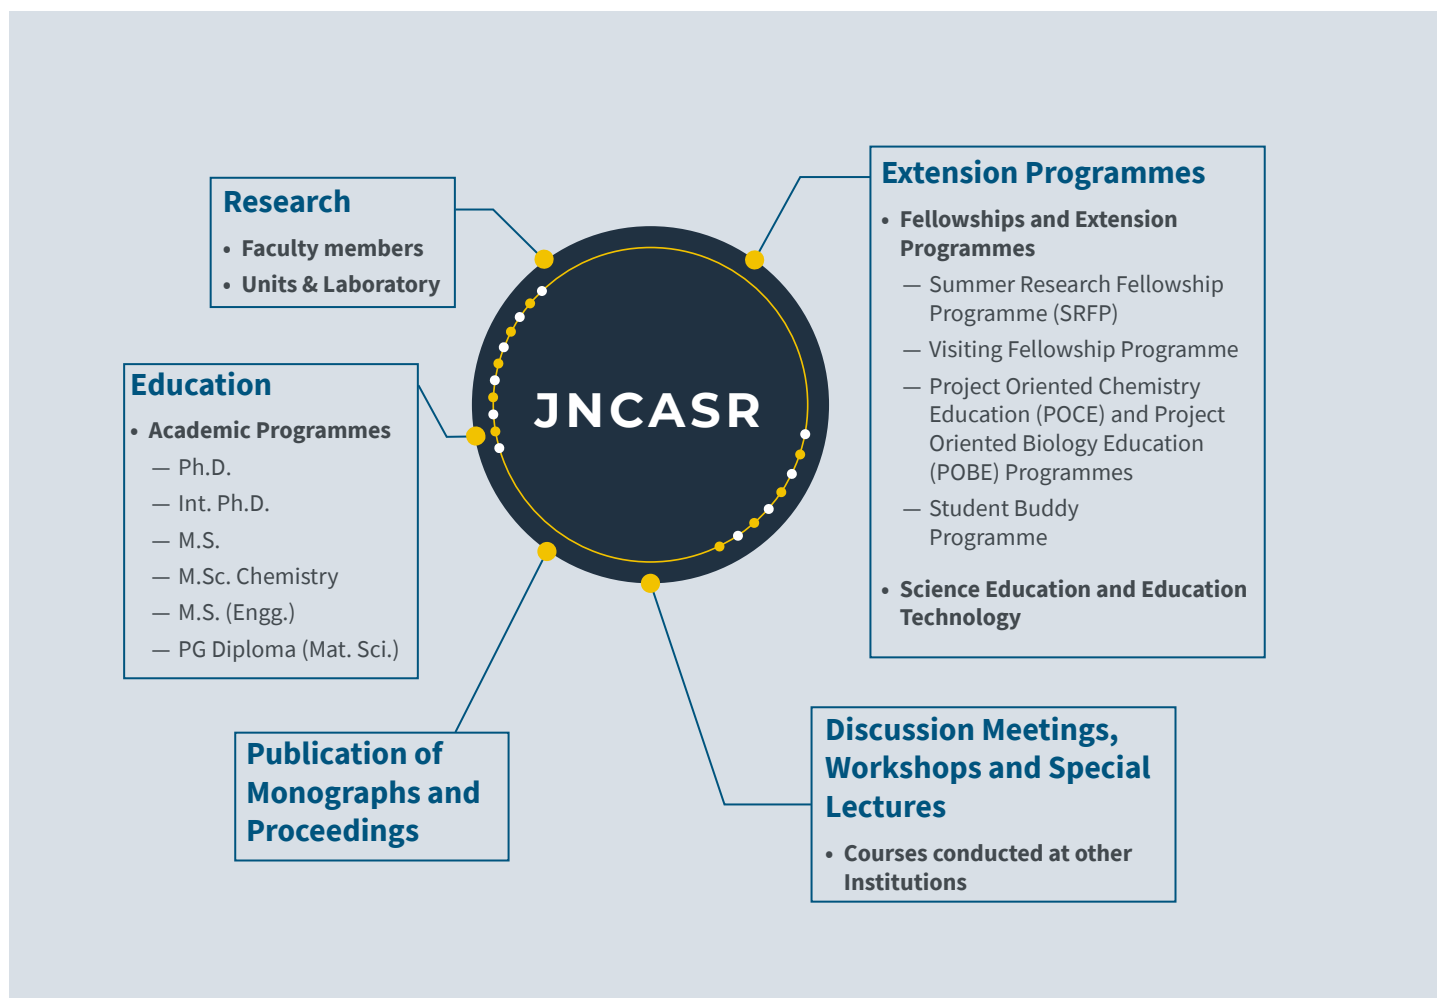 Research
• Faculty members
• Units & Laboratory
Education
• Academic Programmes
— Ph.D.
— Int. Ph.D.
— M.S.
— M.Sc. Chemistry
— M.S. (Engg.)
— PG Diploma (Mat. Sci.)
Publication of
Monographs and
Proceedings
JNCASR
Extension Programmes
• Fellowships and Extension
Programmes
— Summer Research Fellowship
Programme (SRFP)
— Visiting Fellowship Programme
— Project Oriented Chemistry
Education (POCE) and Project
Oriented Biology Education
(POBE) Programmes
— Student Buddy
Programme
• Science Education and Education
Technology
Discussion Meetings,
Workshops and Special
Lectures
• Courses conducted at other
Institutions